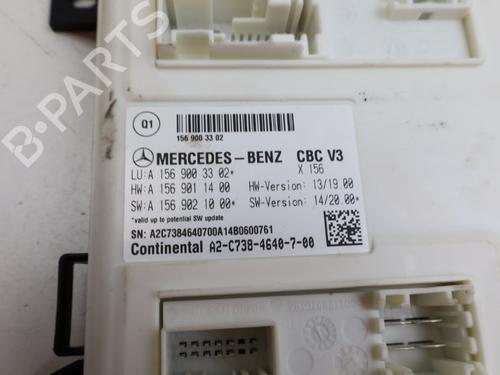 Q1
156 900 33 02
MERCEDES-BENZ CBC V3
X 156
LU:A 156 900 33 02*
HW:A 156 901 14 00 HW-Version: 13/19.00
SW:A 156 902 10 00* SW-Version: 14/20.00*
*valid up to potential SW update
SN: A2C7384640700A14B0600761
Continental A2-C738-4640-7-00
B-PARTS